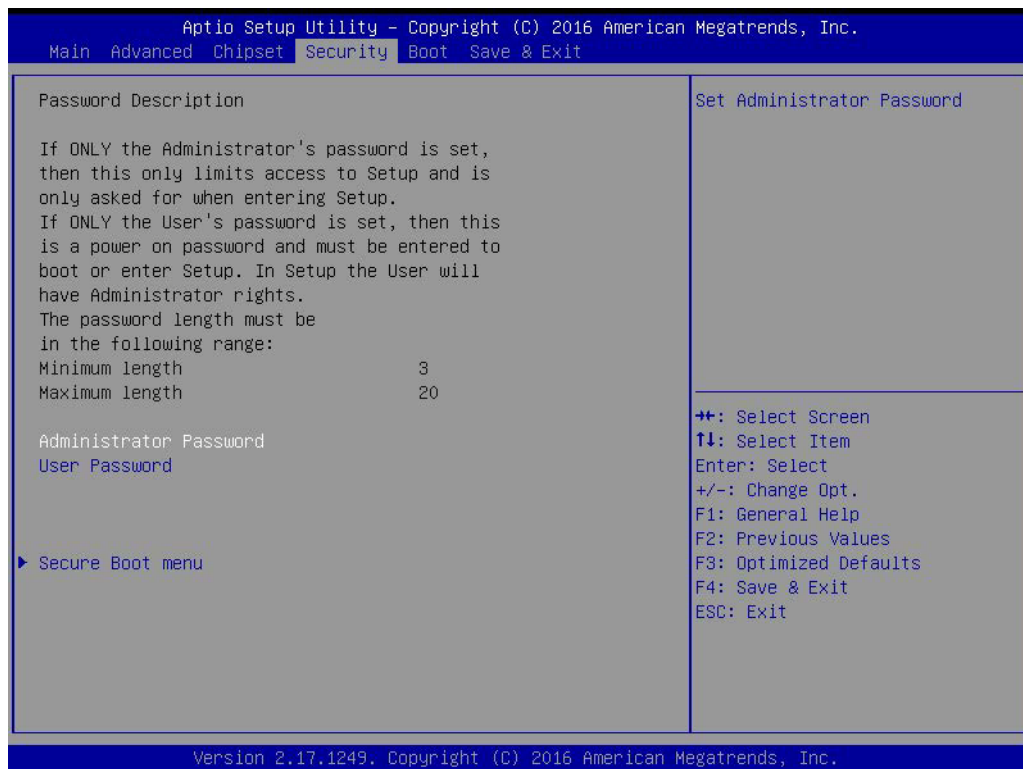 Aptio Setup Utility – Copyright (C) 2016 American Megatrends, Inc.
Main Advanced Chipset Security Boot Save & Exit
Password Description
If ONLY the Administrator's password is set,
then this only limits access to Setup and is
only asked for when entering Setup.
If ONLY the User's password is set, then this
is a power on password and must be entered to
boot or enter Setup. In Setup the User will
have Administrator rights.
The password length must be
in the following range:
Minimum length 3
Maximum length 20
Administrator Password
User Password
▶ Secure Boot menu
Set Administrator Password
→←: Select Screen
↑↓: Select Item
Enter: Select
+/-: Change Opt.
F1: General Help
F2: Previous Values
F3: Optimized Defaults
F4: Save & Exit
ESC: Exit
Version 2.17.1249. Copyright (C) 2016 American Megatrends, Inc.